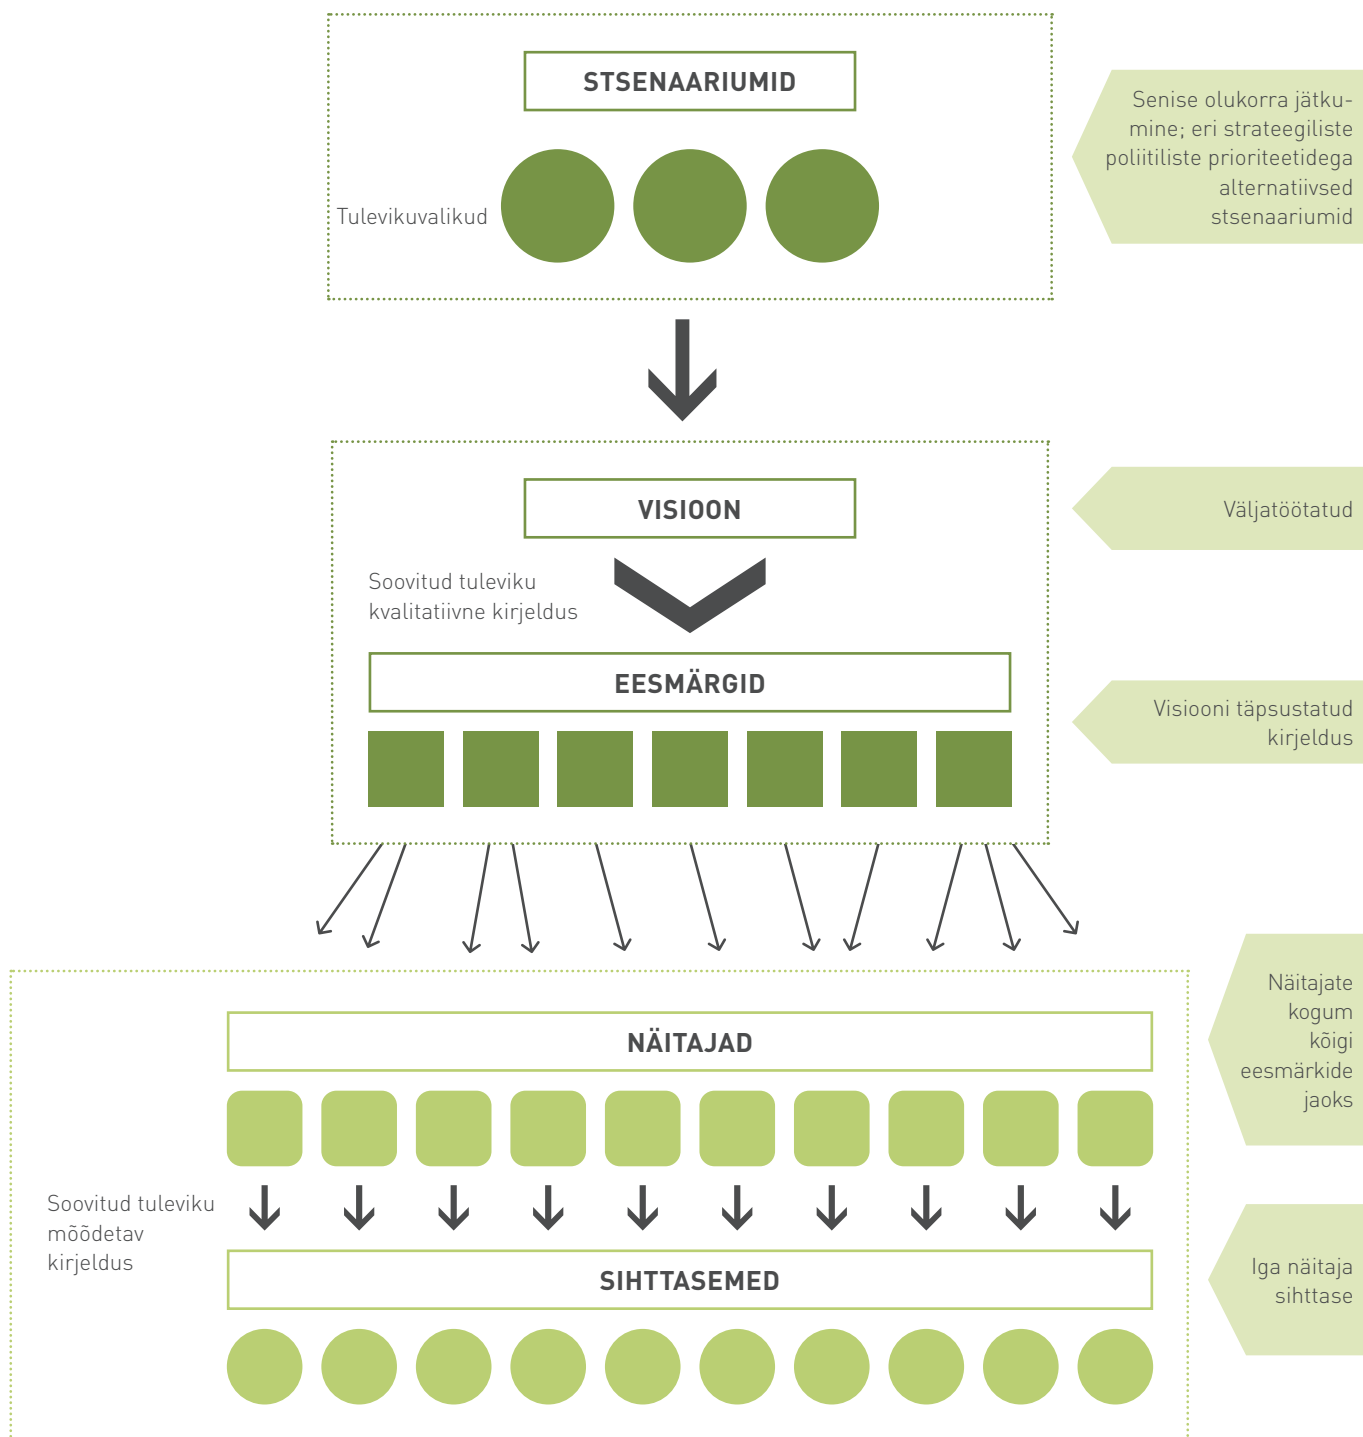 STSENAARIUMID
Tulevikuvalikud
Senise olukorra jätku-
mine; eri strateegiliste
poliitiliste prioriteetidega
alternatiivsed
stsenaariumid
VISIOON
Väljatöötatud
Soovitud tuleviku
kvalitatiivne kirjeldus
EESMÄRGID
Visiooni täpsustatud
kirjeldus
NÄITAJAD
Näitajate
kogum
kõigi
eesmärkide
jaoks
Soovitud tuleviku
mõõdetav
kirjeldus
SIHTTASEMED
Iga näitaja
sihttase